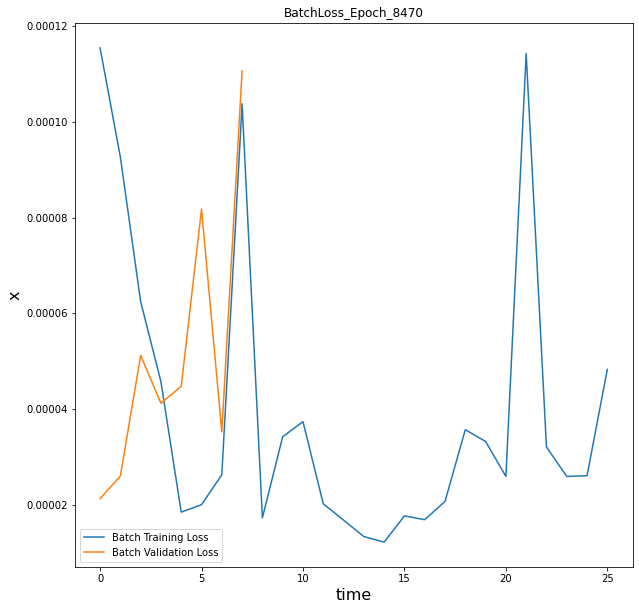 BatchLoss_Epoch_8470
0.00012
0.00010
0.00008
0.00006
0.00004
0.00002
x
Batch Training Loss
Batch Validation Loss
0 5 10 15 20 25
time